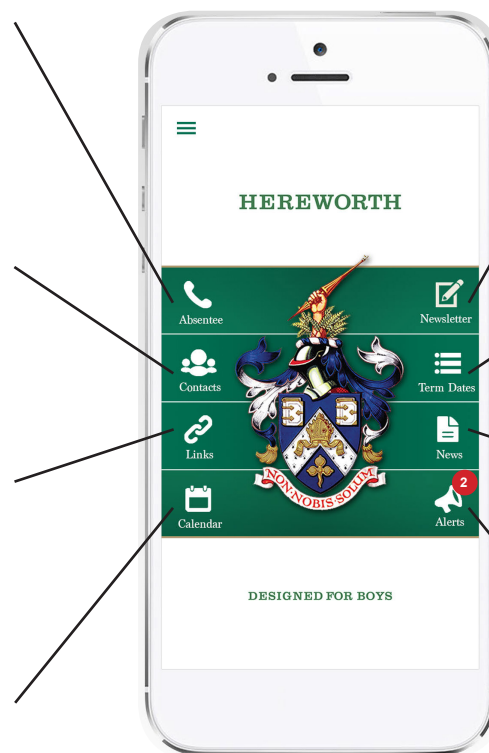 HEREWORTH
Absentee
Newsletter
Contacts
Term Dates
Links
News
NON·NOBIS·SOLUM
2
Calendar
Alerts
DESIGNED FOR BOYS